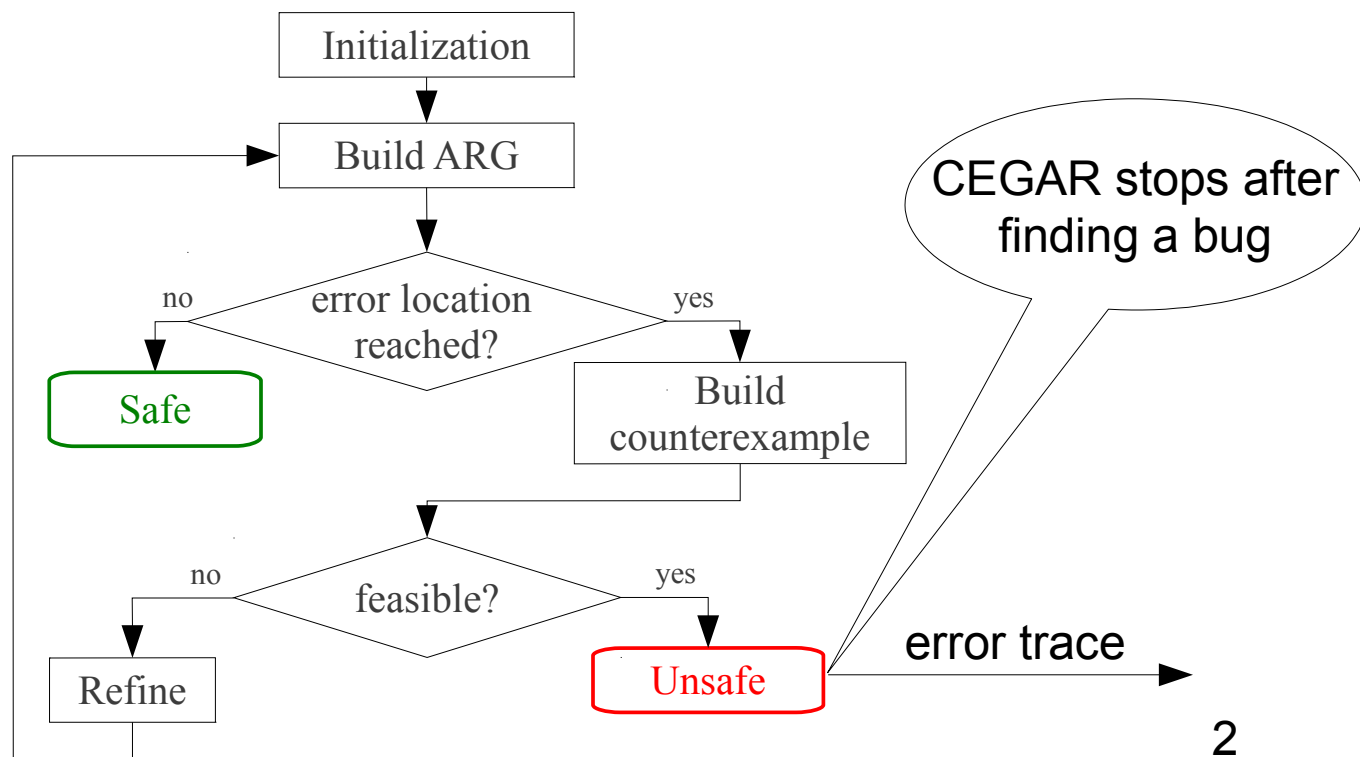 Initialization
Build ARG
CEGAR stops after
finding a bug
no
error location
reached?
yes
Safe
Build
counterexample
no
feasible?
yes
Refine
Unsafe
error trace
2